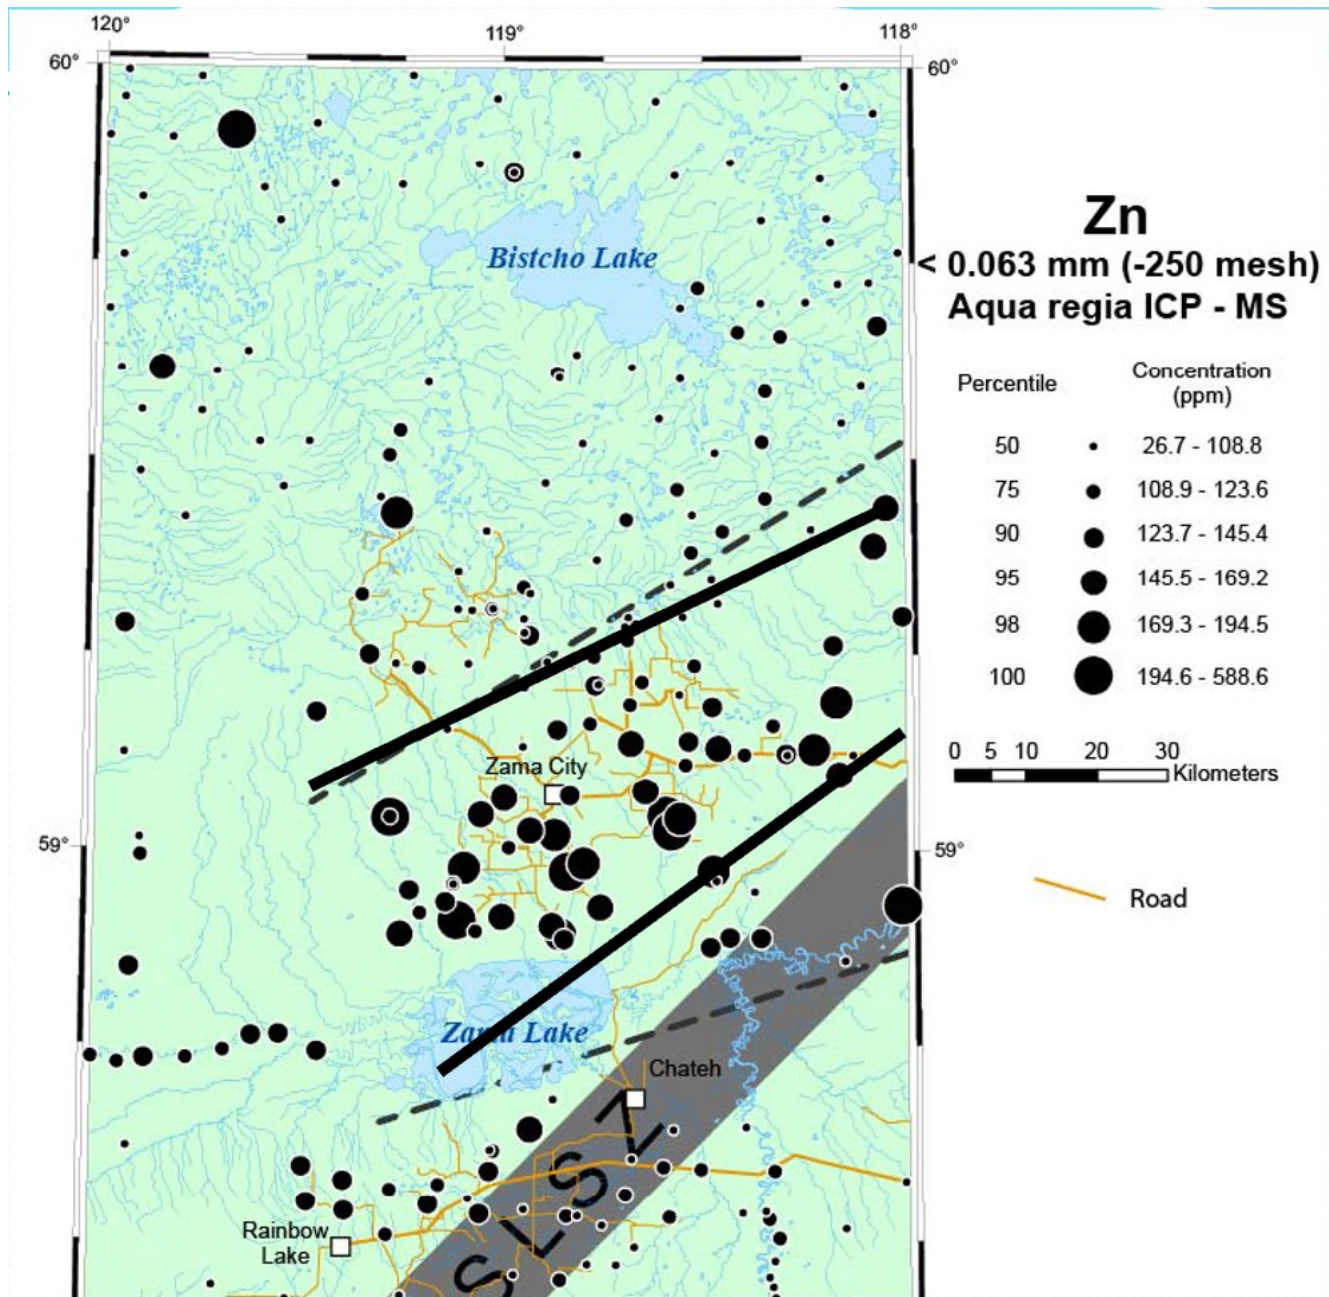 120°
119°
118°
60°
60°
Bistcho Lake
Zn
< 0.063 mm (-250 mesh)
Aqua regia ICP - MS
Percentile
Concentration
(ppm)
50
26.7 - 108.8
75
108.9 - 123.6
90
123.7 - 145.4
95
145.5 - 169.2
98
169.3 - 194.5
100
194.6 - 588.6
0 5 10 20 30
Kilometers
Zama City
59°
59°
Road
Zama Lake
Chateh
SLSZ
Rainbow
Lake